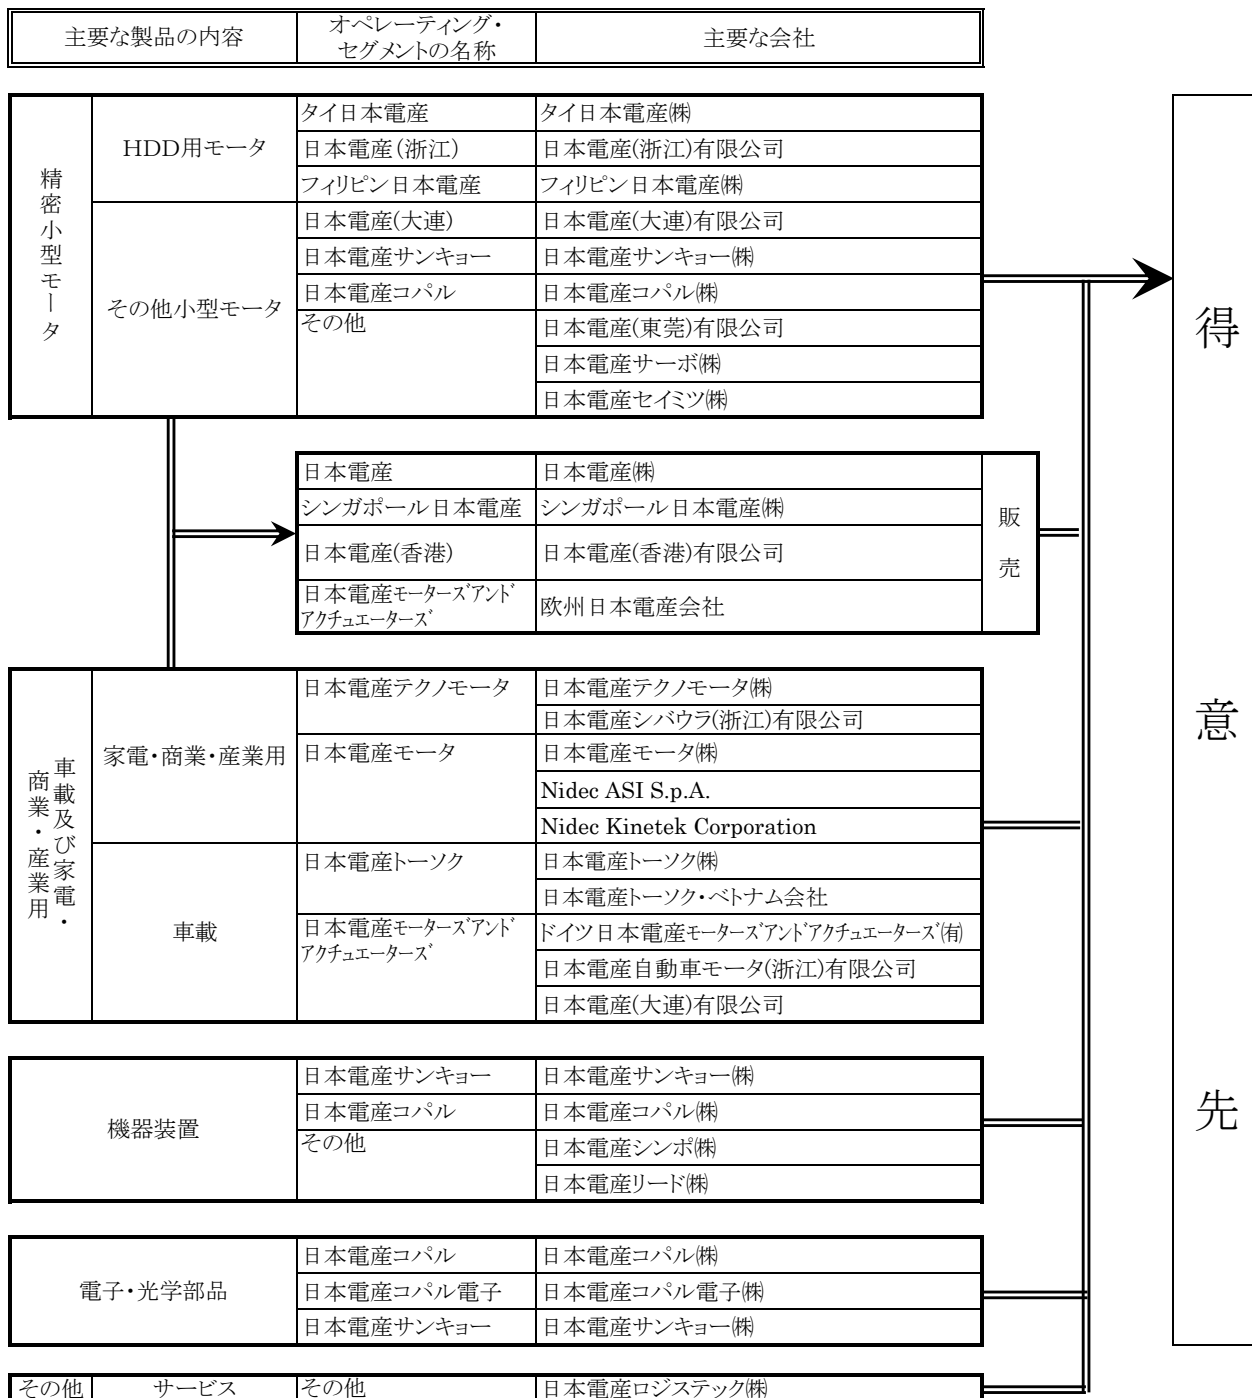 主要な製品の内容
オペレーティング・
セグメントの名称
主要な会社
精密小型モータ
HDD用モータ
タイ日本電産
タイ日本電産㈱
日本電産(浙江)
日本電産(浙江)有限公司
フィリピン日本電産
フィリピン日本電産㈱
その他小型モータ
日本電産(大連)
日本電産(大連)有限公司
日本電産サンキョー
日本電産サンキョー㈱
日本電産コパル
日本電産コパル㈱
その他
日本電産(東莞)有限公司
日本電産サーボ㈱
日本電産セイミツ㈱
日本電産
日本電産㈱
シンガポール日本電産
シンガポール日本電産㈱
日本電産(香港)
日本電産(香港)有限公司
日本電産ﾓｰﾀｰｽﾞｱﾝﾄﾞ
ｱｸﾁｭｴｰﾀｰｽﾞ
欧州日本電産会社
販売
車載及び家電・
商業・産業用
家電・商業・産業用
日本電産テクノモータ
日本電産テクノモータ㈱
日本電産シバウラ(浙江)有限公司
日本電産モータ
日本電産モータ㈱
Nidec ASI S.p.A.
Nidec Kinetek Corporation
車載
日本電産トーソク
日本電産トーソク㈱
日本電産トーソク・ベトナム会社
日本電産ﾓｰﾀｰｽﾞｱﾝﾄﾞ
ｱｸﾁｭｴｰﾀｰｽﾞ
ドイツ日本電産ﾓｰﾀｰｽﾞｱﾝﾄﾞｱｸﾁｭｴｰﾀｰｽﾞ㈲
日本電産自動車モータ(浙江)有限公司
日本電産(大連)有限公司
機器装置
日本電産サンキョー
日本電産サンキョー㈱
日本電産コパル
日本電産コパル㈱
その他
日本電産シンポ㈱
日本電産リード㈱
電子・光学部品
日本電産コパル
日本電産コパル㈱
日本電産コパル電子
日本電産コパル電子㈱
日本電産サンキョー
日本電産サンキョー㈱
その他
サービス
その他
日本電産ロジステック㈱
得意先